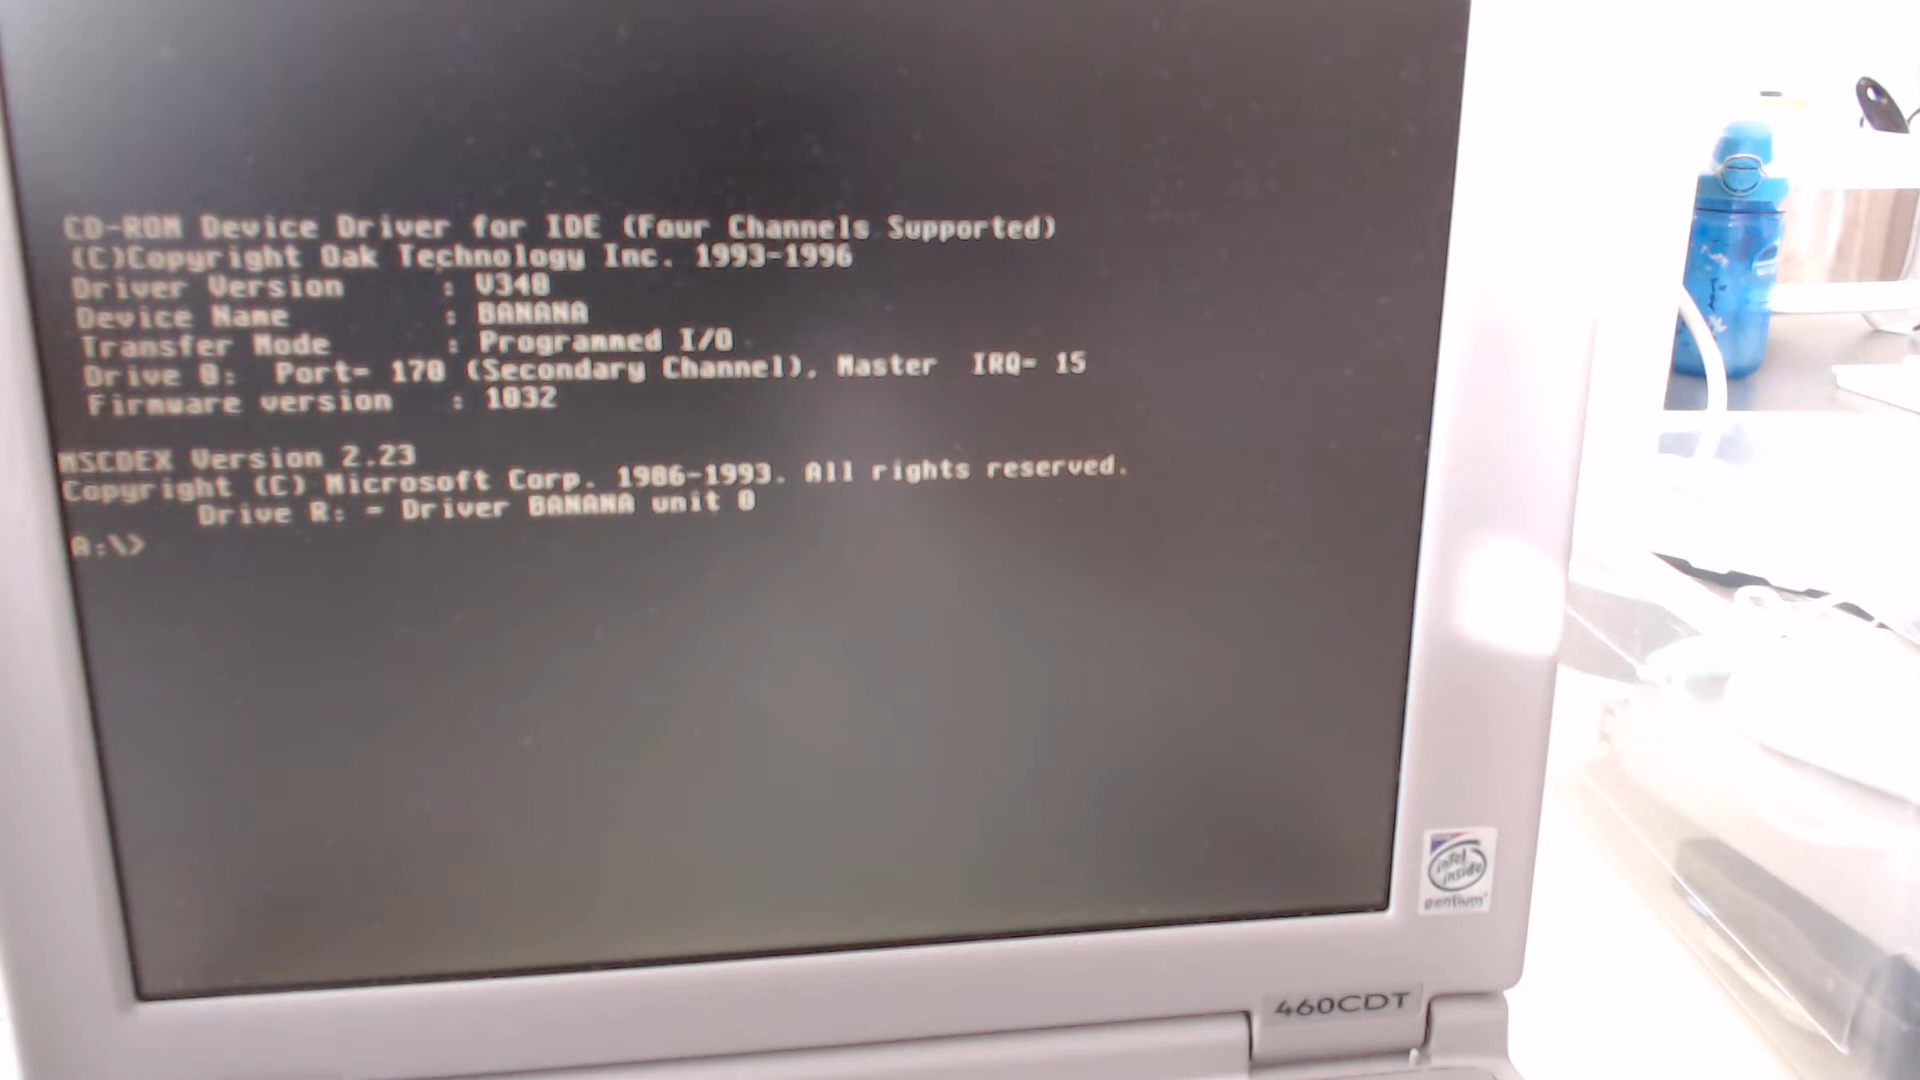 CD-ROM Device Driver for IDE (Four Channels Supported)
(C)Copyright Oak Technology Inc. 1993-1996
Driver Version : V340
Device Name : BANANA
Transfer Mode : Programmed I/O
Drive 0: Port= 170 (Secondary Channel), Master IRQ= 15
Firmware version : 1032
MSCDEX Version 2.23
Copyright (C) Microsoft Corp. 1986-1993. All rights reserved.
Drive R: = Driver BANANA unit 0
A:\>
intel
inside
pentium
460CDT